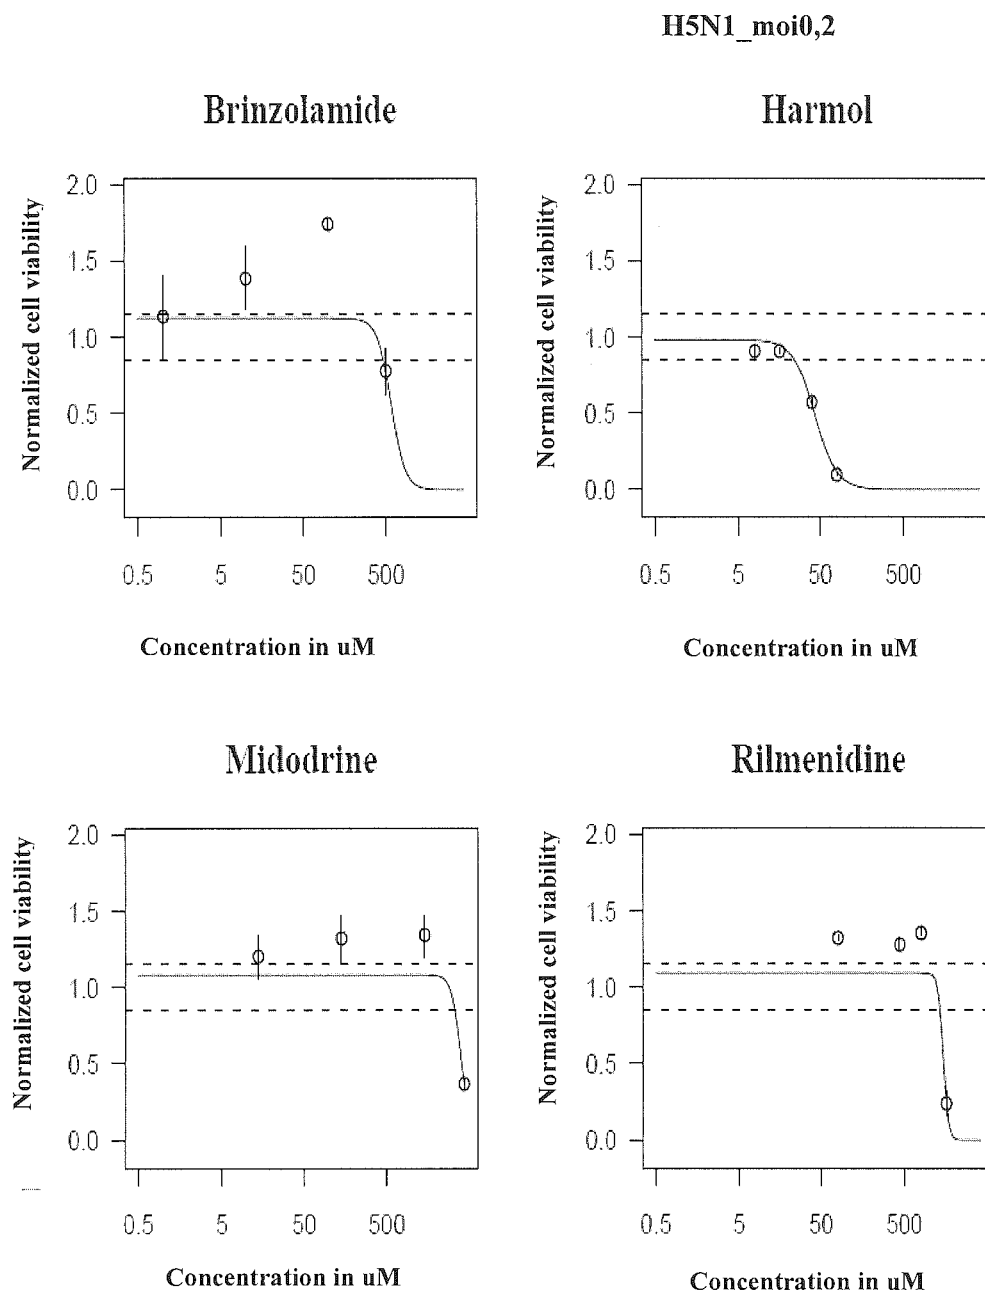 H5N1_moi0,2
Brinzolamide
Normalized cell viability
2.0
1.5
1.0
0.5
0.0
0.5 5 50 500
Concentration in uM
Harmol
Normalized cell viability
2.0
1.5
1.0
0.5
0.0
0.5 5 50 500
Concentration in uM
Midodrine
Normalized cell viability
2.0
1.5
1.0
0.5
0.0
0.5 5 50 500
Concentration in uM
Rilmenidine
Normalized cell viability
2.0
1.5
1.0
0.5
0.0
0.5 5 50 500
Concentration in uM